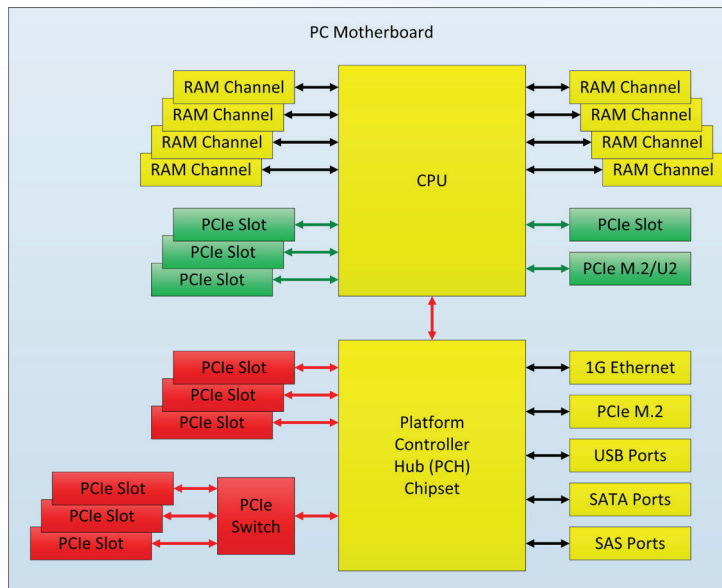 PC Motherboard
RAM Channel
RAM Channel
RAM Channel
RAM Channel
CPU
RAM Channel
RAM Channel
RAM Channel
RAM Channel
PCIe Slot
PCIe Slot
PCIe Slot
PCIe Slot
PCIe M.2/U2
PCIe Slot
PCIe Slot
PCIe Slot
Platform
Controller
Hub (PCH)
Chipset
1G Ethernet
PCIe M.2
USB Ports
SATA Ports
SAS Ports
PCIe Slot
PCIe Slot
PCIe Slot
PCIe
Switch